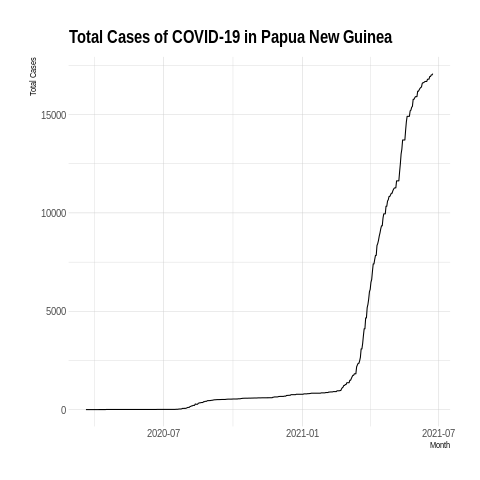 Total Cases of COVID-19 in Papua New Guinea
Total Cases
15000
10000
5000
0
2020-07 2021-01 2021-07
Month